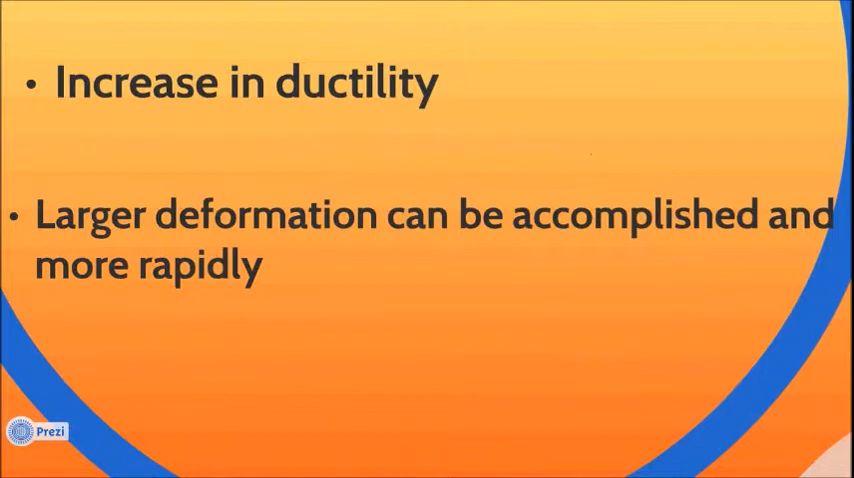 • Increase in ductility
• Larger deformation can be accomplished and
more rapidly
Prezi